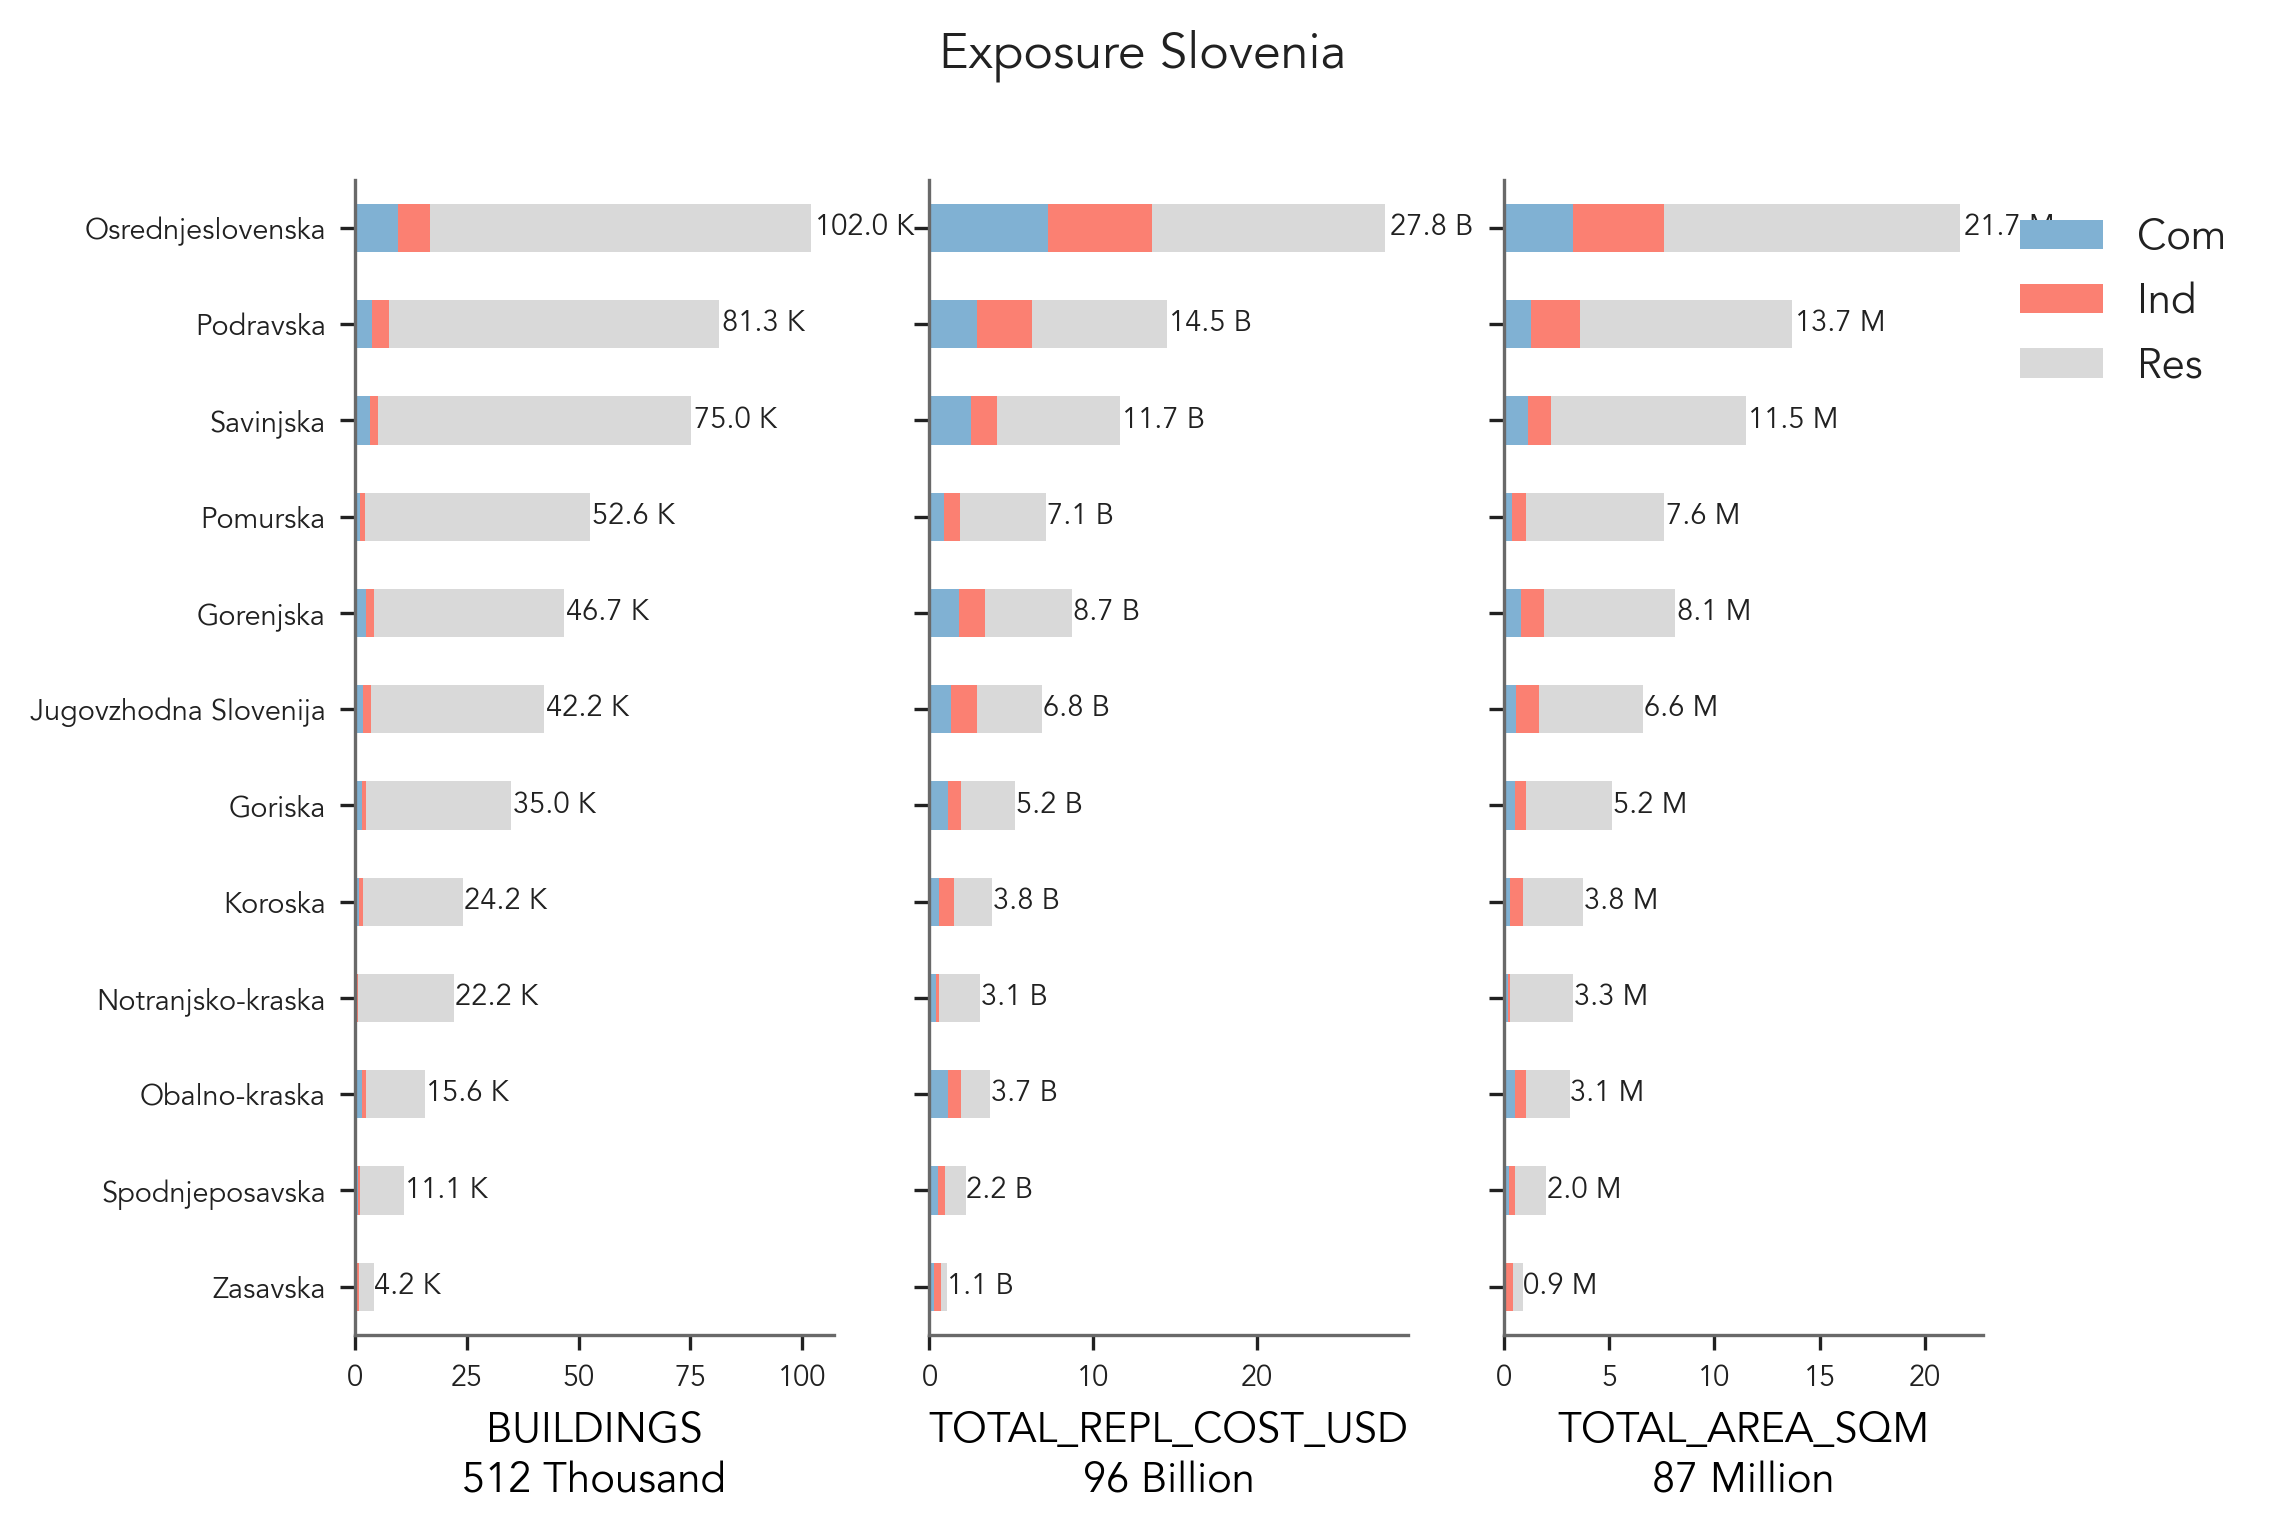 Exposure Slovenia
Osrednjeslovenska 102.0 K 27.8 B 21.7 M
Com
Podravska 81.3 K 14.5 B 13.7 M
Ind
Res
Savinjska 75.0 K 11.7 B 11.5 M
Pomurska 52.6 K 7.1 B 7.6 M
Gorenjska 46.7 K 8.7 B 8.1 M
Jugovzhodna Slovenija 42.2 K 6.8 B 6.6 M
Goriska 35.0 K 5.2 B 5.2 M
Koroska 24.2 K 3.8 B 3.8 M
Notranjsko-kraska 22.2 K 3.1 B 3.3 M
Obalno-kraska 15.6 K 3.7 B 3.1 M
Spodnjeposavska 11.1 K 2.2 B 2.0 M
Zasavska 4.2 K 1.1 B 0.9 M
0 25 50 75 100 0 10 20 0 5 10 15 20
BUILDINGS TOTAL_REPL_COST_USD TOTAL_AREA_SQM
512 Thousand 96 Billion 87 Million